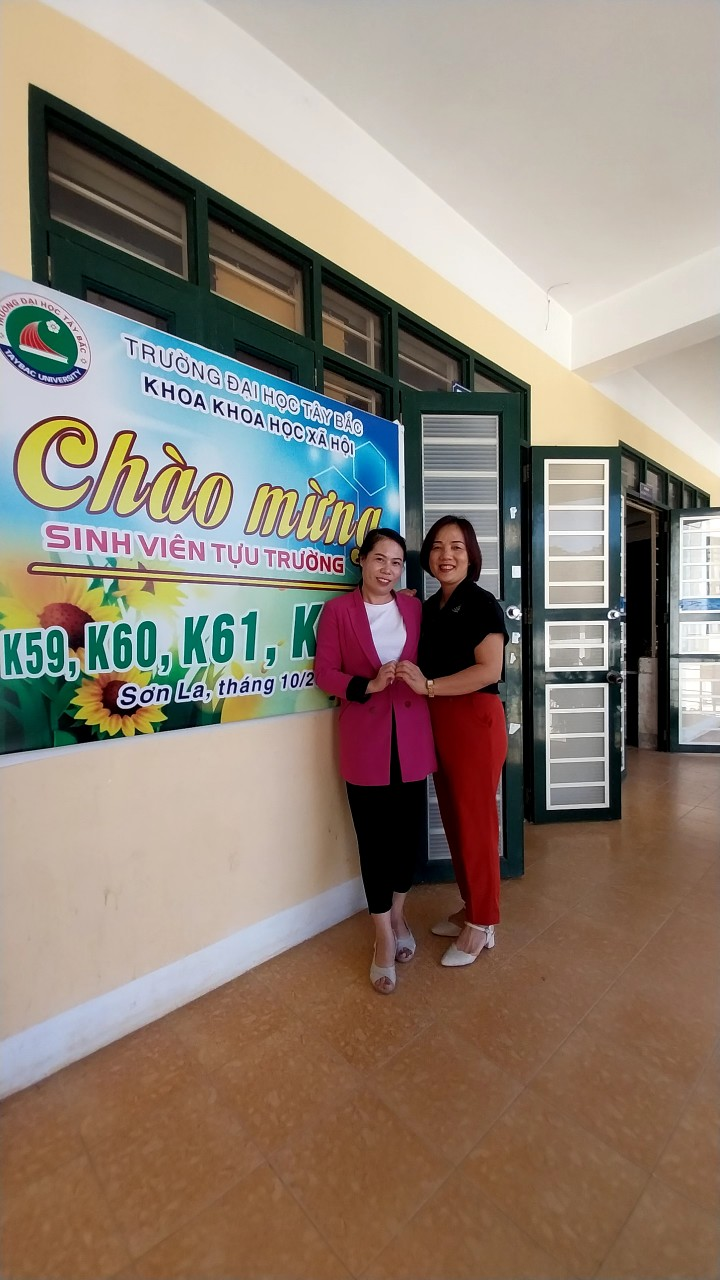 TRƯỜNG ĐẠI HỌC TÂY BẮC
TAYBAC UNIVERSITY
TRƯỜNG ĐẠI HỌC TÂY BẮC
KHOA KHOA HỌC XÃ HỘI
Chào mừng
SINH VIÊN TỰU TRƯỜNG
K59, K60, K61, K
Sơn La, tháng 10/2